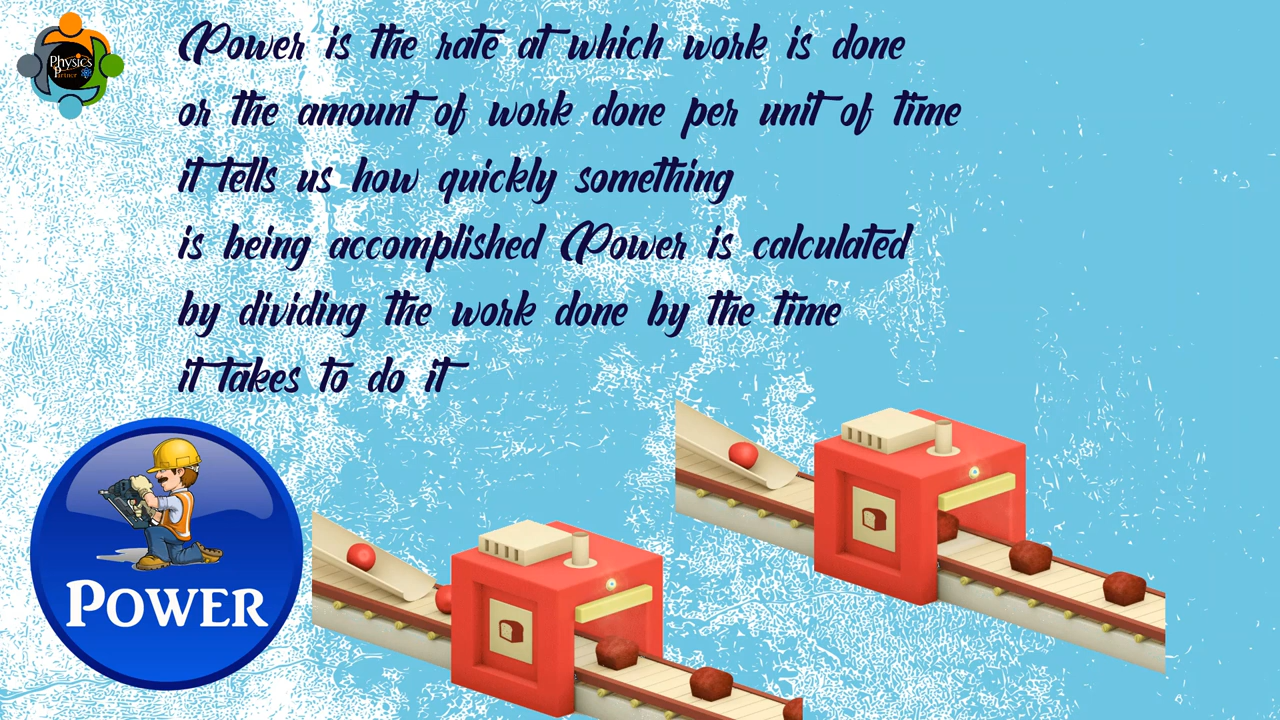 Physics
Partner
Power is the rate at which work is done
or the amount of work done per unit of time
it tells us how quickly something
is being accomplished Power is calculated
by dividing the work done by the time
it takes to do it
POWER